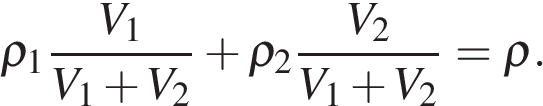 ρ₁ V₁/(V₁ + V₂) + ρ₂ V₂/(V₁ + V₂) = ρ.